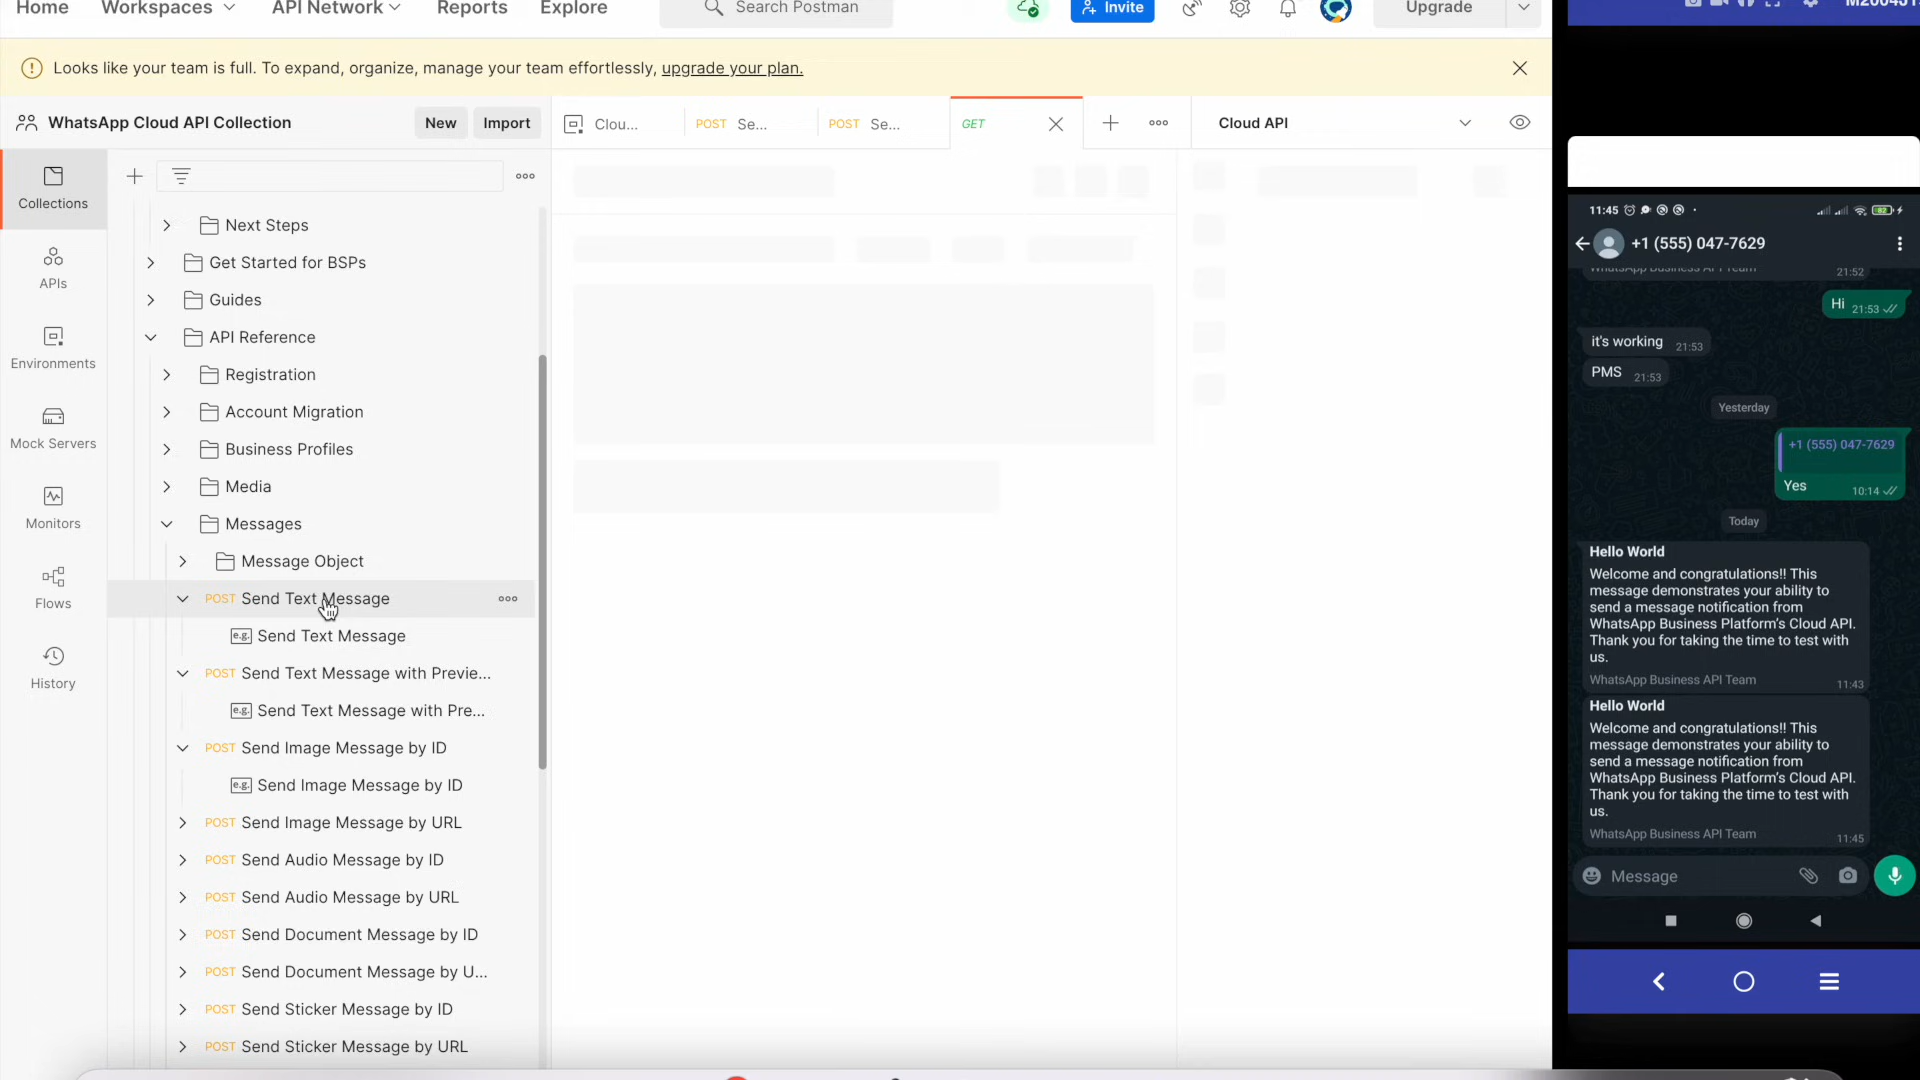 Home
Workspaces
API Network
Reports
Explore
Search Postman
Invite
Upgrade
Looks like your team is full. To expand, organize, manage your team effortlessly, upgrade your plan.
WhatsApp Cloud API Collection
New
Import
Clou...
POST Se...
POST Se...
GET
Cloud API
Collections
APIs
Environments
Mock Servers
Monitors
Flows
History
Next Steps
Get Started for BSPs
Guides
API Reference
Registration
Account Migration
Business Profiles
Media
Messages
Message Object
POST Send Text Message
e.g. Send Text Message
POST Send Text Message with Previe...
e.g. Send Text Message with Pre...
POST Send Image Message by ID
e.g. Send Image Message by ID
POST Send Image Message by URL
POST Send Audio Message by ID
POST Send Audio Message by URL
POST Send Document Message by ID
POST Send Document Message by U...
POST Send Sticker Message by ID
POST Send Sticker Message by URL
11:45
82
+1 (555) 047-7629
WhatsApp Business API Team
21:52
Hi 21:53
it's working 21:53
PMS 21:53
Yesterday
+1 (555) 047-7629
Yes 10:14
Today
Hello World
Welcome and congratulations!! This
message demonstrates your ability to
send a message notification from
WhatsApp Business Platform's Cloud API.
Thank you for taking the time to test with
us.
WhatsApp Business API Team
11:43
Hello World
Welcome and congratulations!! This
message demonstrates your ability to
send a message notification from
WhatsApp Business Platform's Cloud API.
Thank you for taking the time to test with
us.
WhatsApp Business API Team
11:45
Message